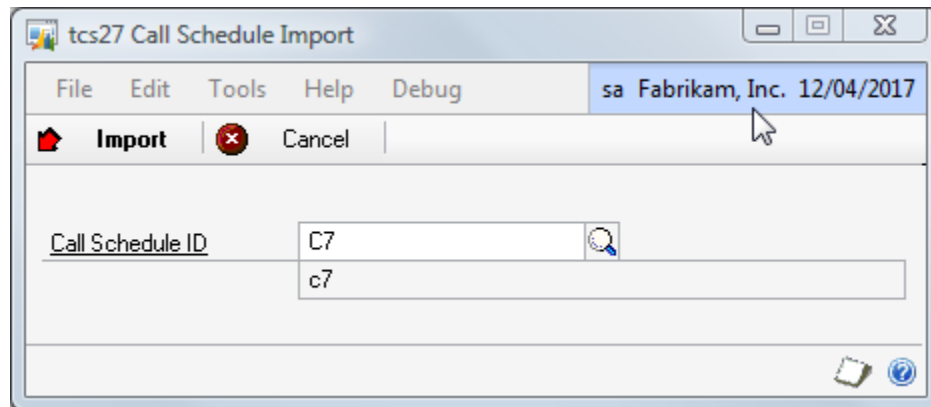 tcs27 Call Schedule Import
File Edit Tools Help Debug sa Fabrikam, Inc. 12/04/2017
Import Cancel
Call Schedule ID C7
c7